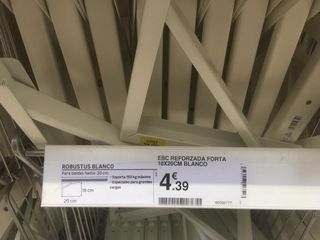 ROBUSTUS BLANCO
Para baldas hasta: 30 cm
18 cm
20 cm
• Soporta 150 kg máximo
• Especiales para grandes
cargas
ESC REFORZADA FORTA
18X20CM BLANCO
4€.39